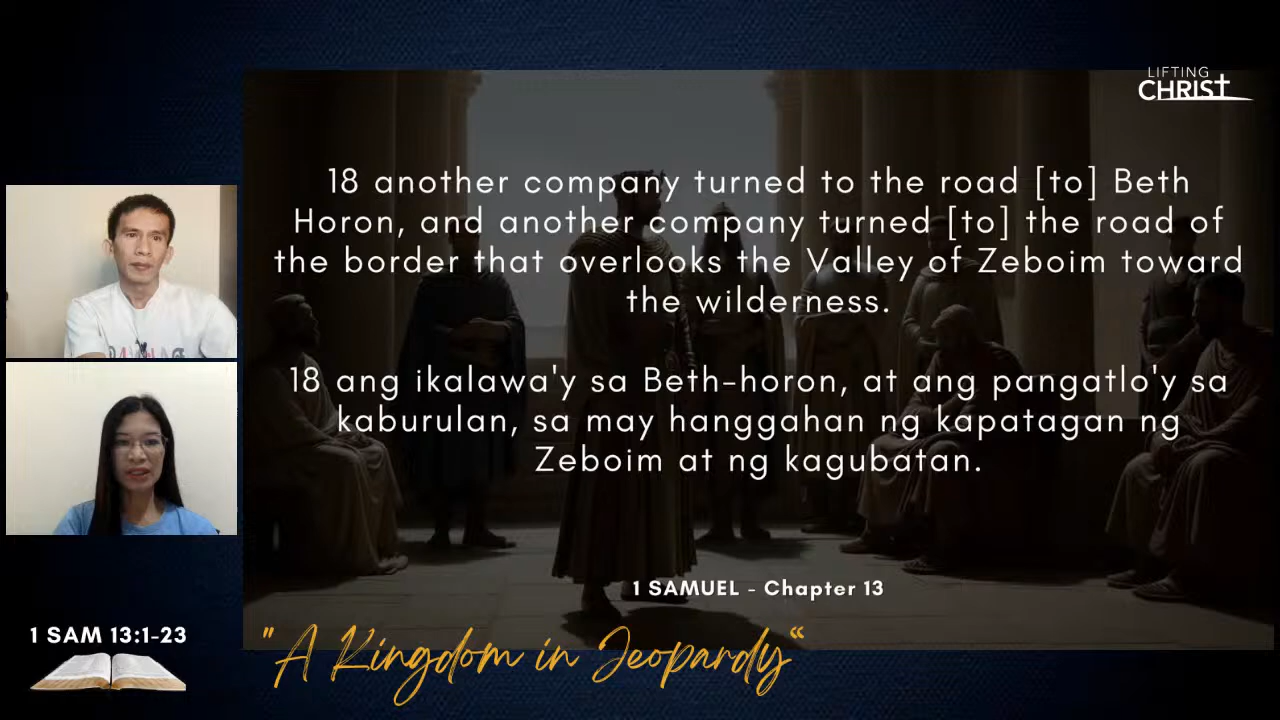 LIFTING
CHRIST
18 another company turned to the road [to] Beth
Horon, and another company turned [to] the road of
the border that overlooks the Valley of Zeboim toward
the wilderness.
18 ang ikalawa'y sa Beth-horon, at ang pangatlo'y sa
kaburulan, sa may hanggahan ng kapatagan ng
Zeboim at ng kagubatan.
1 SAMUEL - Chapter 13
1 SAM 13:1-23
"A Kingdom in Jeopardy“